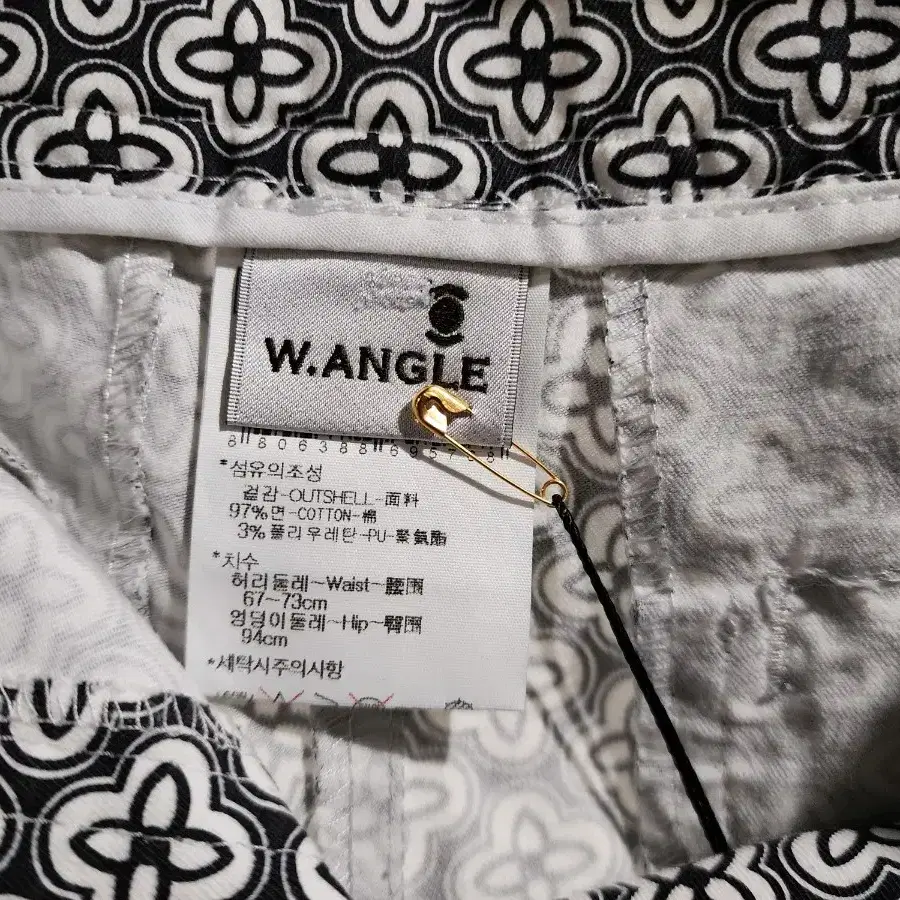 W.ANGLE
*섬유의조성
겉감-OUTSHELL-面料
97%면-COTTON-棉
3%폴리우레탄-PU-聚氨酯
*치수
허리둘레~Waist~腰围
67~73cm
엉덩이둘레~Hip~臀围
94cm
*세탁시주의사항